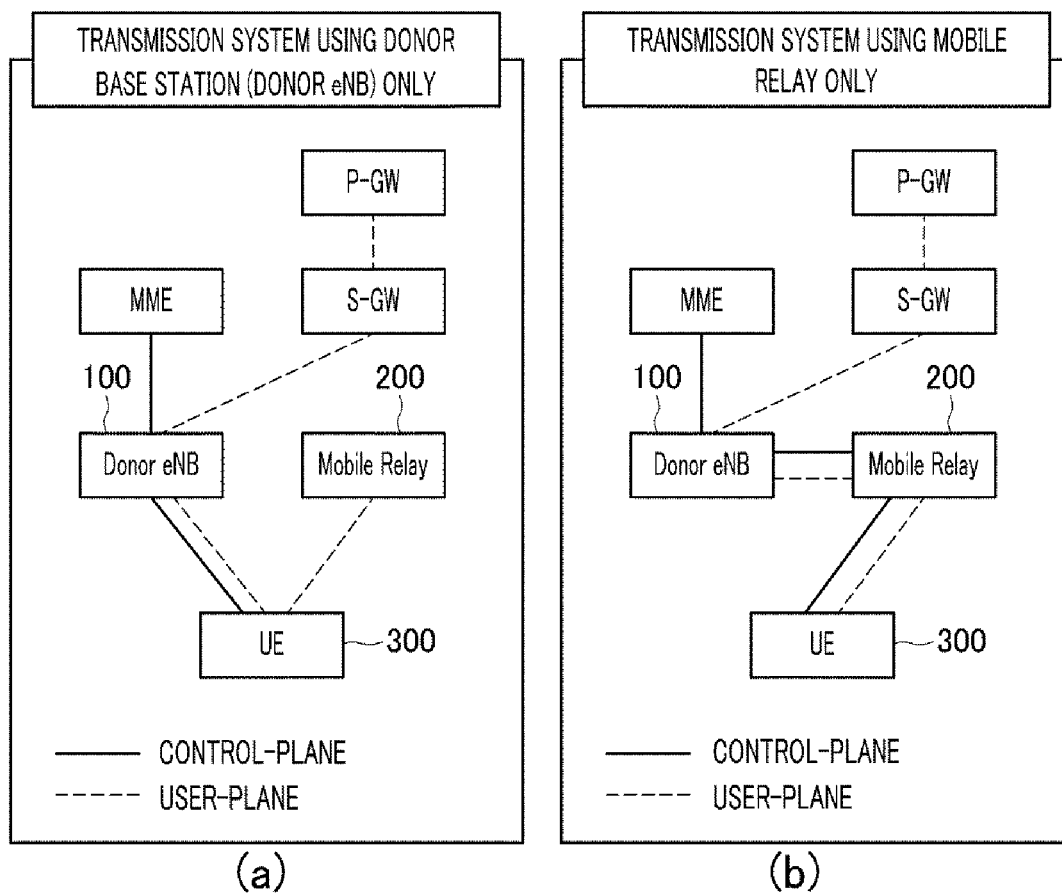 TRANSMISSION SYSTEM USING DONOR
BASE STATION (DONOR eNB) ONLY
P-GW
MME
S-GW
100
200
Donor eNB
Mobile Relay
UE
300
CONTROL-PLANE
USER-PLANE
(a)
TRANSMISSION SYSTEM USING MOBILE
RELAY ONLY
P-GW
MME
S-GW
100
200
Donor eNB
Mobile Relay
UE
300
CONTROL-PLANE
USER-PLANE
(b)